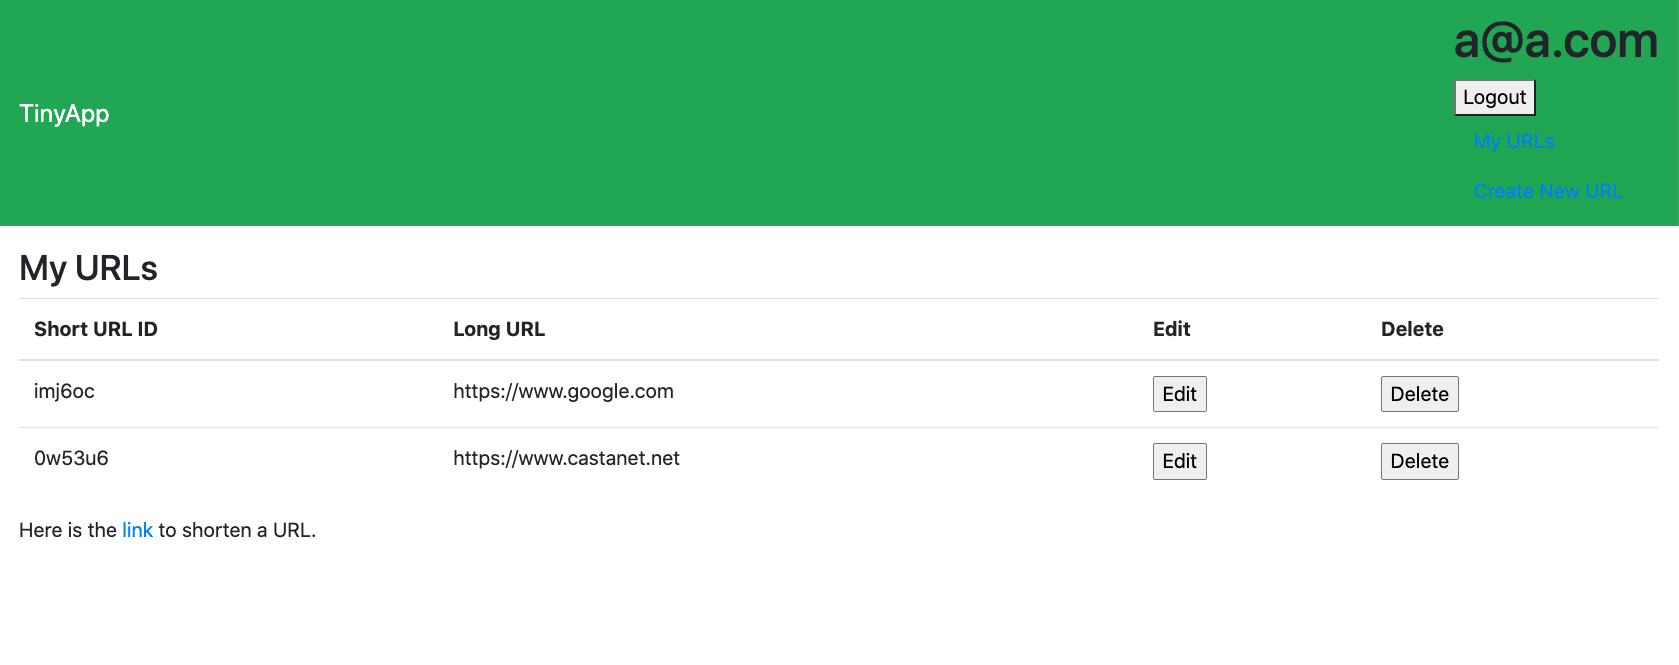 a@a.com
Logout
TinyApp
My URLs
Create New URL
My URLs
Short URL ID Long URL Edit Delete
imj6oc https://www.google.com Edit Delete
0w53u6 https://www.castanet.net Edit Delete
Here is the link to shorten a URL.